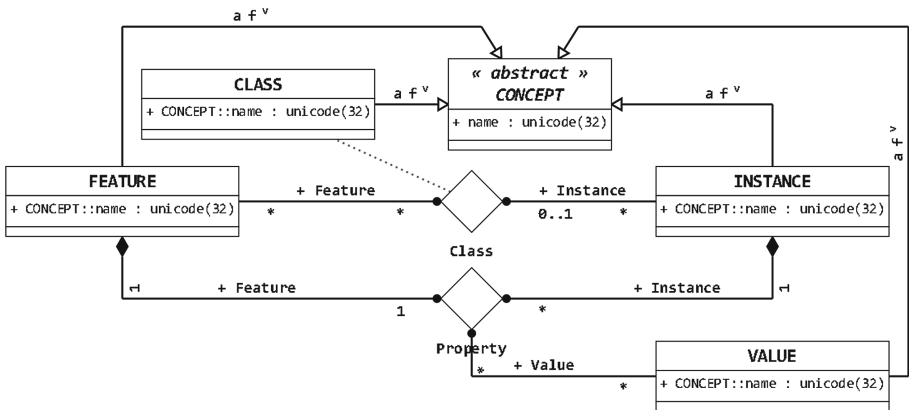 a f v
« abstract »
CONCEPT
+ name : unicode(32)
CLASS
+ CONCEPT::name : unicode(32)
a f v
a f v
a f v
FEATURE
+ CONCEPT::name : unicode(32)
+ Feature
*
*
+ Instance
0..1
*
INSTANCE
+ CONCEPT::name : unicode(32)
Class
1
+ Feature
1
+ Instance
*
1
Property
*
+ Value
*
VALUE
+ CONCEPT::name : unicode(32)